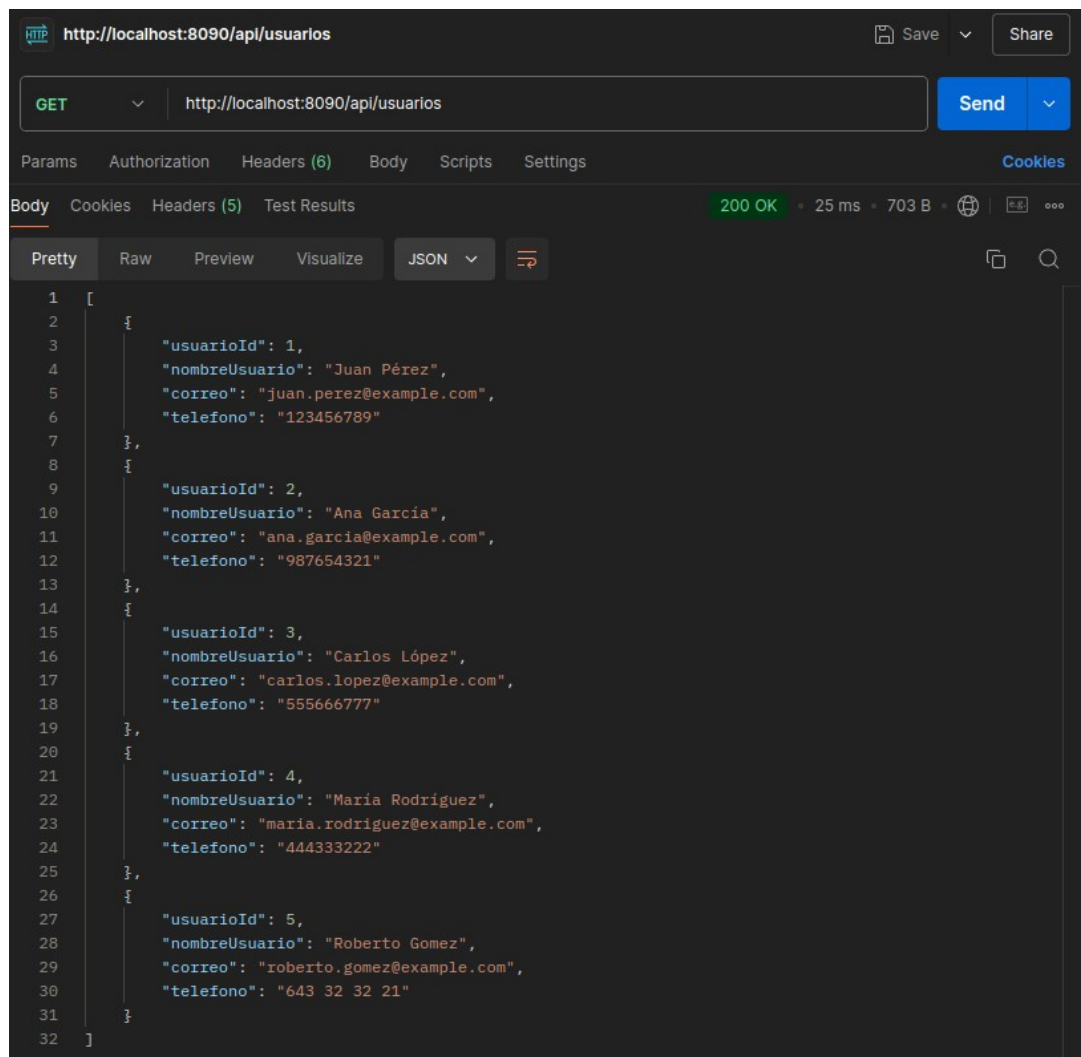 HTTP http://localhost:8090/api/usuarios Save Share
GET http://localhost:8090/api/usuarios Send
Params Authorization Headers (6) Body Scripts Settings Cookies
Body Cookies Headers (5) Test Results 200 OK • 25 ms • 703 B • e.g. ooo
Pretty Raw Preview Visualize JSON
1 [
2 {
3 "usuarioId": 1,
4 "nombreUsuario": "Juan Pérez",
5 "correo": "juan.perez@example.com",
6 "telefono": "123456789"
7 },
8 {
9 "usuarioId": 2,
10 "nombreUsuario": "Ana García",
11 "correo": "ana.garcia@example.com",
12 "telefono": "987654321"
13 },
14 {
15 "usuarioId": 3,
16 "nombreUsuario": "Carlos López",
17 "correo": "carlos.lopez@example.com",
18 "telefono": "555666777"
19 },
20 {
21 "usuarioId": 4,
22 "nombreUsuario": "María Rodríguez",
23 "correo": "maria.rodriguez@example.com",
24 "telefono": "444333222"
25 },
26 {
27 "usuarioId": 5,
28 "nombreUsuario": "Roberto Gomez",
29 "correo": "roberto.gomez@example.com",
30 "telefono": "643 32 32 21"
31 }
32 ]